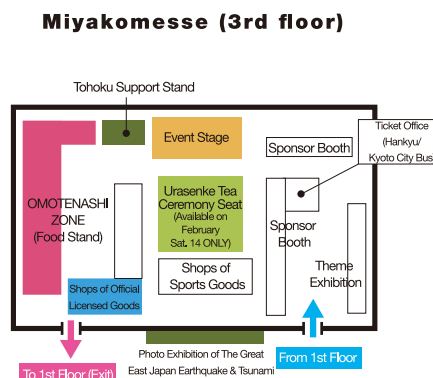 Miyakomesse (3rd floor)
Tohoku Support Stand
Event Stage
Sponsor Booth
Ticket Office
(Hankyu/
Kyoto City Bus
OMOTENASHI
ZONE
(Food Stand)
Urasenke Tea
Ceremony Seat
(Available on
February
Sat. 14 ONLY)
Sponsor
Booth
Shops of
Sports Goods
Theme
Exhibition
Shops of Official
Licensed Goods
To 1st Floor (Exit)
Photo Exhibition of The Great
East Japan Earthquake & Tsunami
From 1st Floor